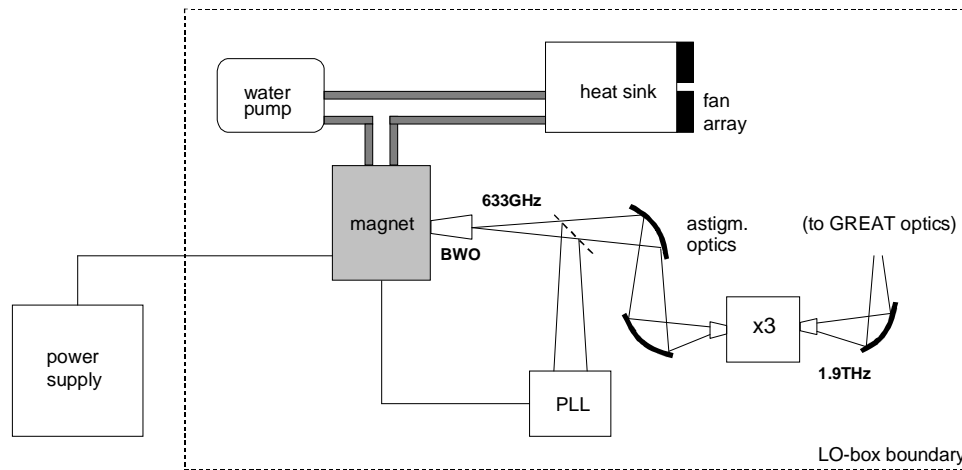 water
pump
heat sink
fan
array
magnet
633GHz
BWO
astigm.
optics
(to GREAT optics)
x3
1.9THz
power
supply
PLL
LO-box boundary